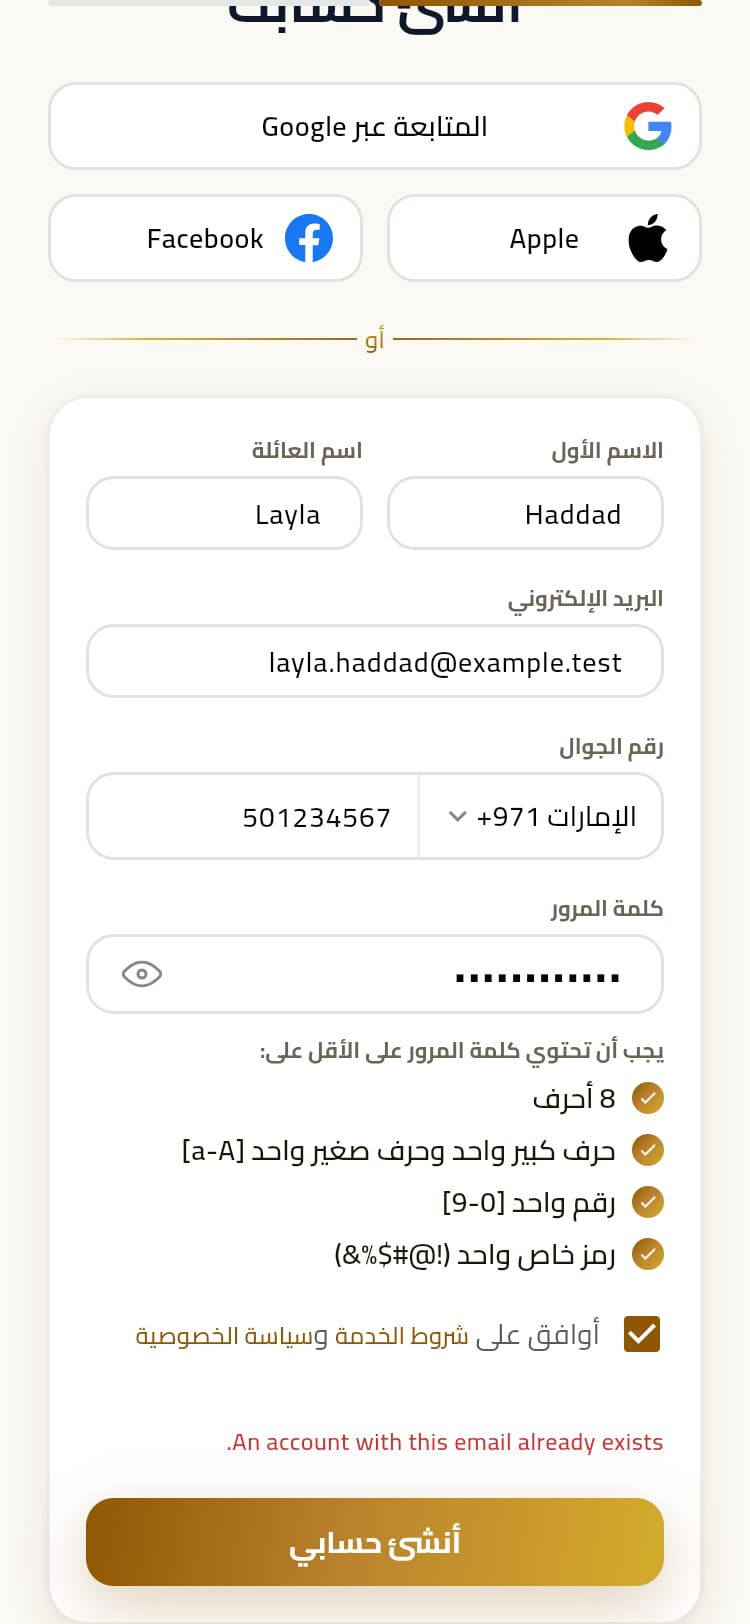 أنشئ حسابك
المتابعة عبر Google
Apple
Facebook
أو
الاسم الأول
اسم العائلة
Haddad
Layla
البريد الإلكتروني
layla.haddad@example.test
رقم الجوال
الإمارات 971+
501234567
كلمة المرور
يجب أن تحتوي كلمة المرور على الأقل على:
8 أحرف
حرف كبير واحد وحرف صغير واحد [a-A]
رقم واحد [0-9]
رمز خاص واحد (!@#$%&)
أوافق على شروط الخدمة وسياسة الخصوصية
An account with this email already exists.
أنشئ حسابي